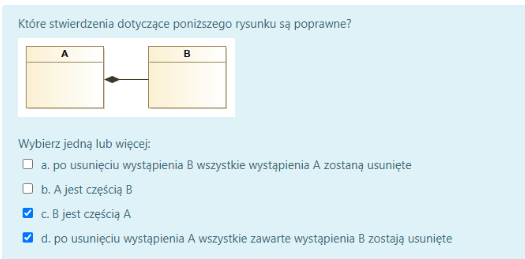 Które stwierdzenia dotyczące poniższego rysunku są poprawne?
A B
Wybierz jedną lub więcej:
a. po usunięciu wystąpienia B wszystkie wystąpienia A zostaną usunięte
b. A jest częścią B
c. B jest częścią A
d. po usunięciu wystąpienia A wszystkie zawarte wystąpienia B zostają usunięte